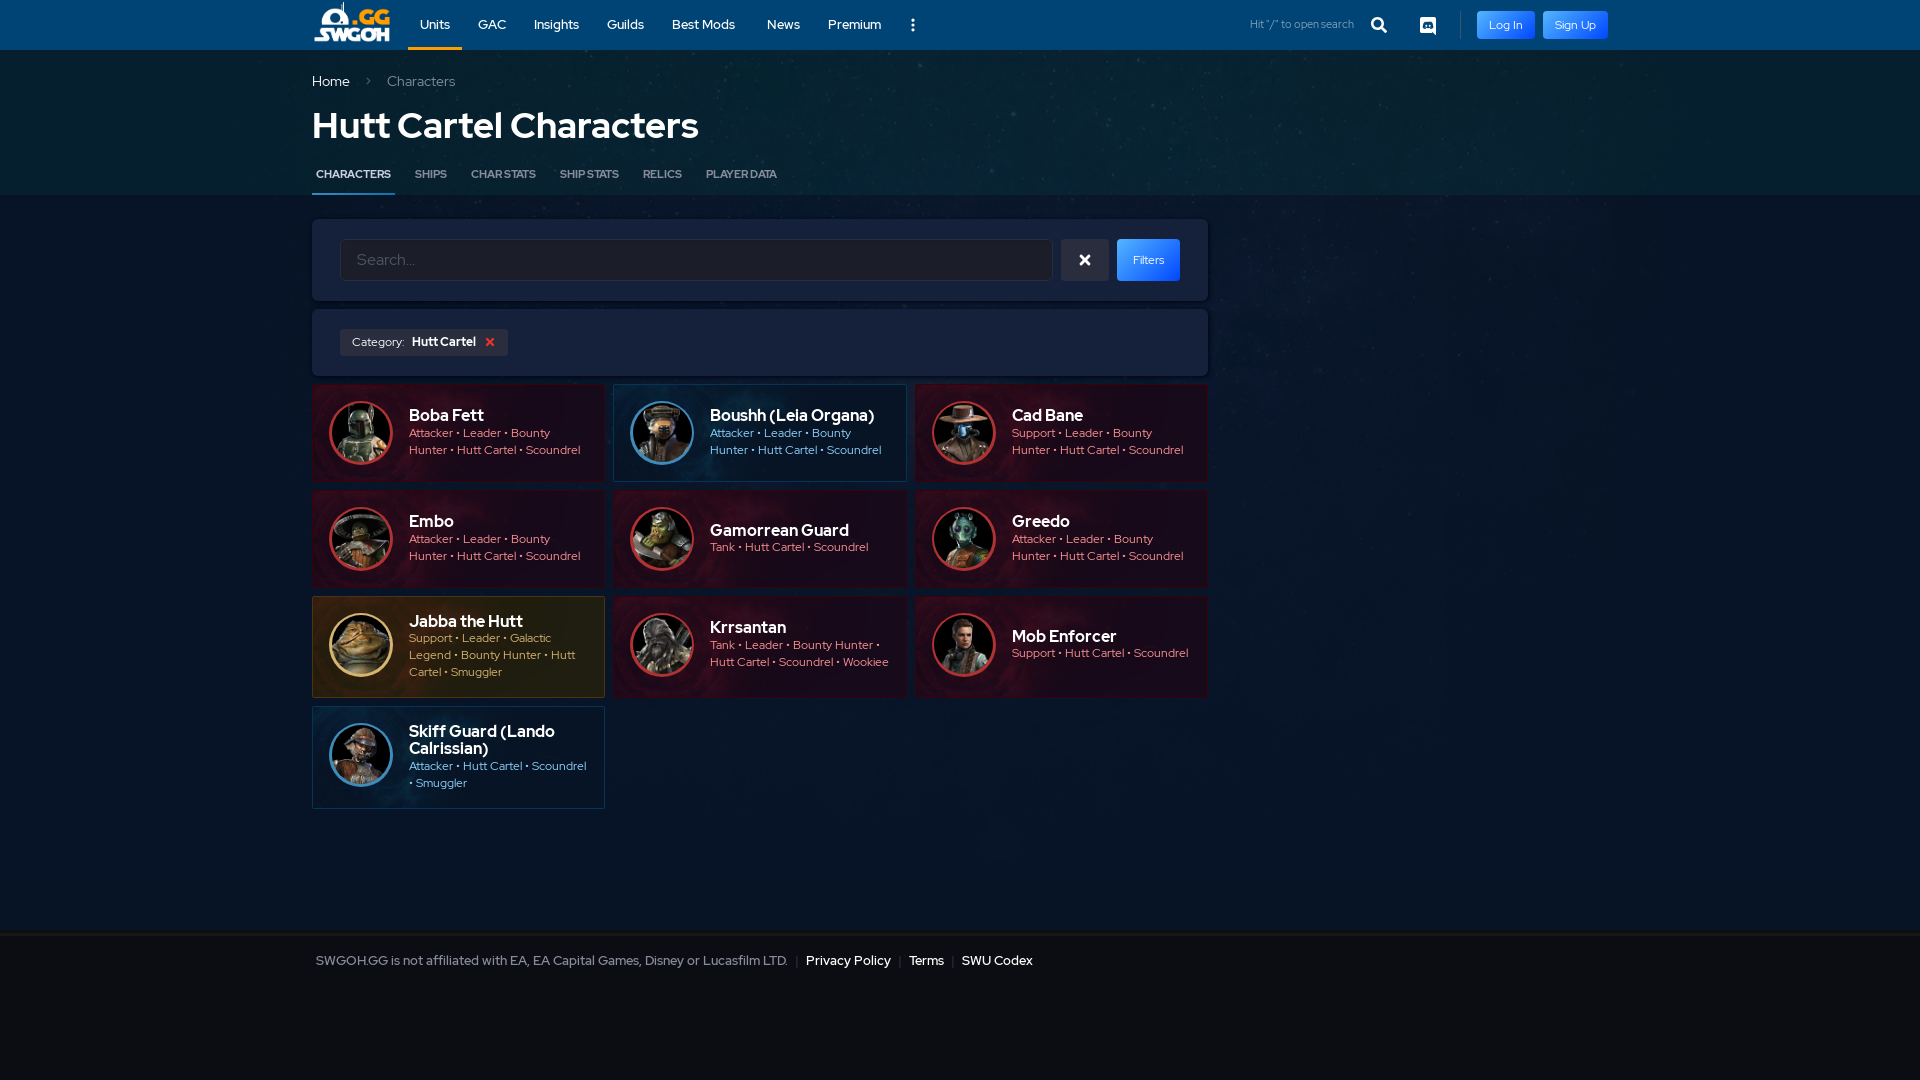 .GG
SWGOH
Units
GAC
Insights
Guilds
Best Mods
News
Premium
Hit "/" to open search
Log In
Sign Up
Home
Characters
Hutt Cartel Characters
CHARACTERS
SHIPS
CHAR STATS
SHIP STATS
RELICS
PLAYER DATA
Search...
Filters
Category: Hutt Cartel
Boba Fett
Attacker • Leader • Bounty
Hunter • Hutt Cartel • Scoundrel
Boushh (Leia Organa)
Attacker • Leader • Bounty
Hunter • Hutt Cartel • Scoundrel
Cad Bane
Support • Leader • Bounty
Hunter • Hutt Cartel • Scoundrel
Embo
Attacker • Leader • Bounty
Hunter • Hutt Cartel • Scoundrel
Gamorrean Guard
Tank • Hutt Cartel • Scoundrel
Greedo
Attacker • Leader • Bounty
Hunter • Hutt Cartel • Scoundrel
Jabba the Hutt
Support • Leader • Galactic
Legend • Bounty Hunter • Hutt
Cartel • Smuggler
Krrsantan
Tank • Leader • Bounty Hunter •
Hutt Cartel • Scoundrel • Wookiee
Mob Enforcer
Support • Hutt Cartel • Scoundrel
Skiff Guard (Lando
Calrissian)
Attacker • Hutt Cartel • Scoundrel
• Smuggler
SWGOH.GG is not affiliated with EA, EA Capital Games, Disney or Lucasfilm LTD. | Privacy Policy | Terms | SWU Codex